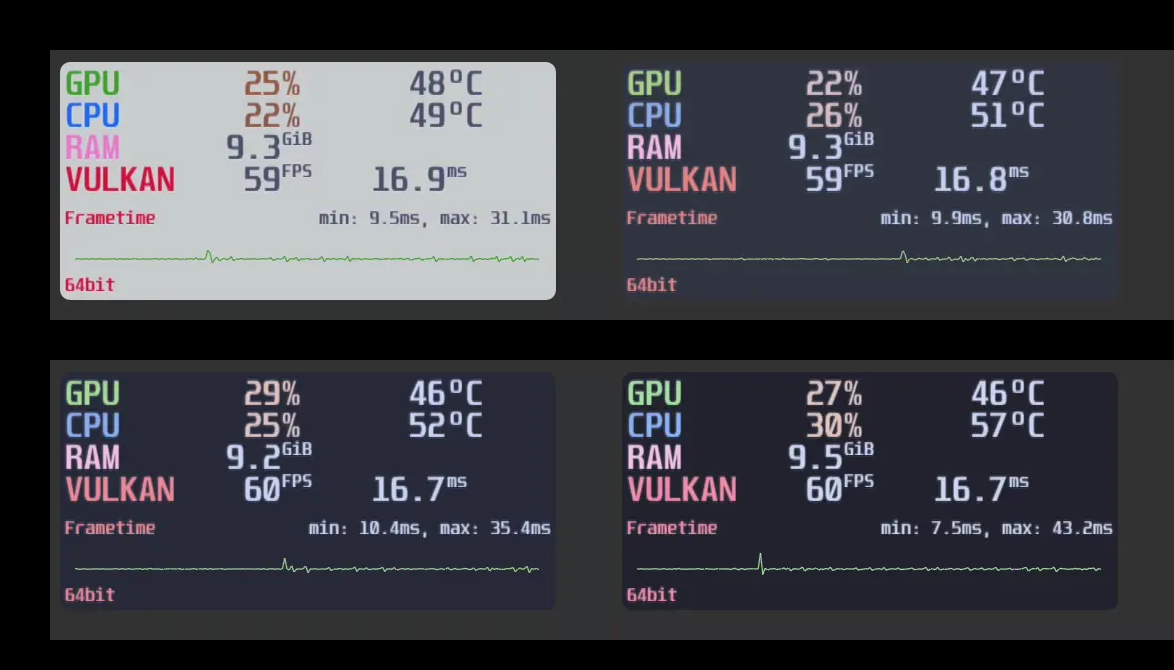 GPU 25% 48°C
CPU 22% 49°C
RAM 9.3GiB
VULKAN 59FPS 16.9ms
Frametime min: 9.5ms, max: 31.1ms
64bit
GPU 22% 47°C
CPU 26% 51°C
RAM 9.3GiB
VULKAN 59FPS 16.8ms
Frametime min: 9.9ms, max: 30.8ms
64bit
GPU 29% 46°C
CPU 25% 52°C
RAM 9.2GiB
VULKAN 60FPS 16.7ms
Frametime min: 10.4ms, max: 35.4ms
64bit
GPU 27% 46°C
CPU 30% 57°C
RAM 9.5GiB
VULKAN 60FPS 16.7ms
Frametime min: 7.5ms, max: 43.2ms
64bit